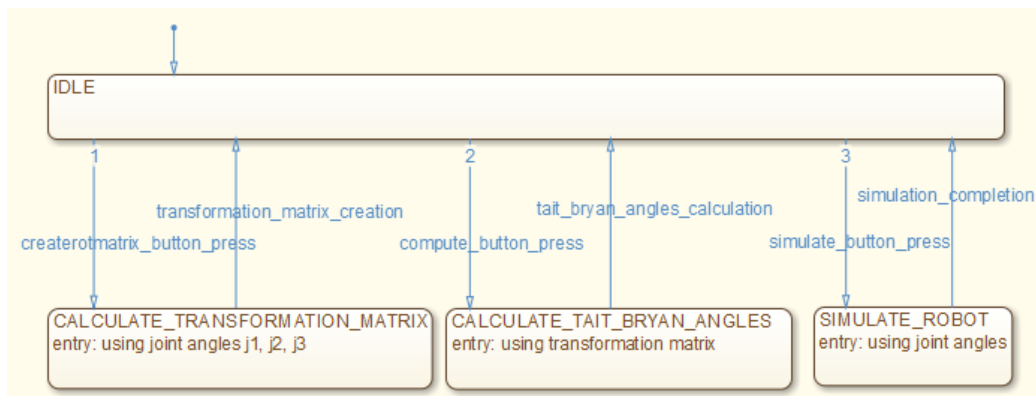 IDLE
1
2
3
simulation_completion
transformation_matrix_creation
tait_bryan_angles_calculation
createrotmatrix_button_press
compute_button_press
simulate_button_press
CALCULATE_TRANSFORMATION_MATRIX
entry: using joint angles j1, j2, j3
CALCULATE_TAIT_BRYAN_ANGLES
entry: using transformation matrix
SIMULATE_ROBOT
entry: using joint angles